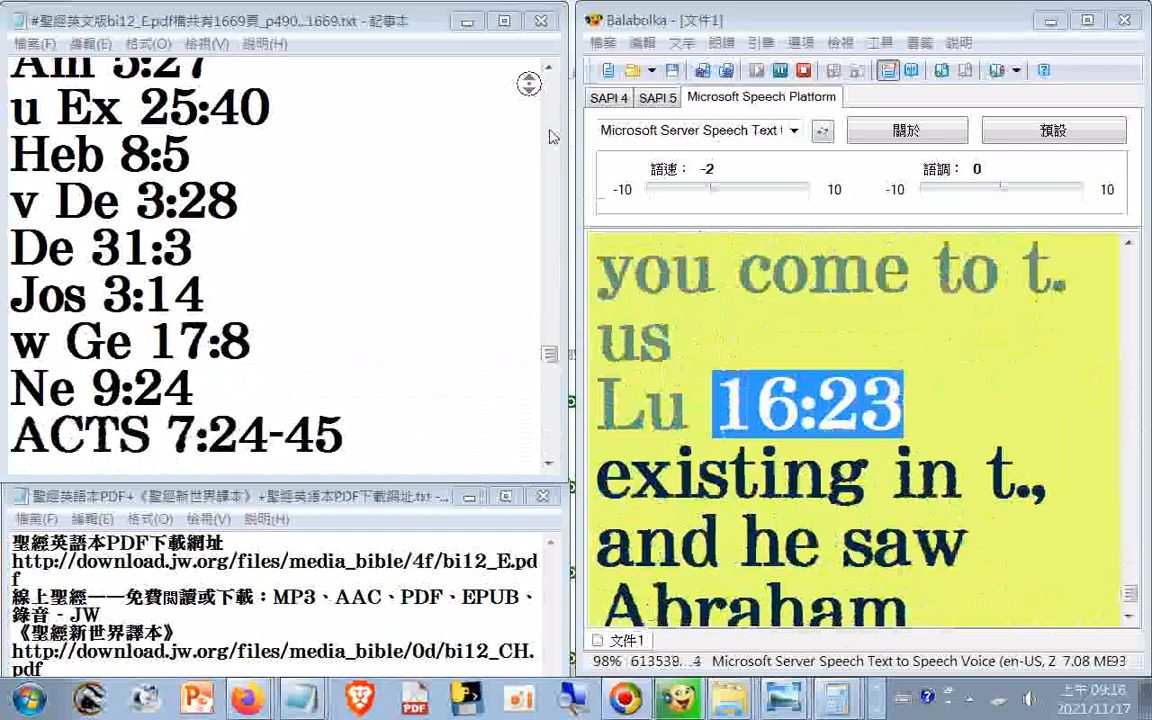 #聖經英文版bi12_E.pdf橫共有1669頁_p490,..1669.txt - 記事本
檔案(F) 編輯(E) 格式(O) 檢視(V) 說明(H)
Am 5:27
u Ex 25:40
Heb 8:5
v De 3:28
De 31:3
Jos 3:14
w Ge 17:8
Ne 9:24
ACTS 7:24-45
聖經英語本PDF+《聖經新世界譯本》+聖經英語本PDF下載網址.txt -...
檔案(F) 編輯(E) 格式(O) 檢視(V) 說明(H)
聖經英語本PDF下載網址
http://download.jw.org/files/media_bible/4f/bi12_E.pd
f
線上聖經——免費閱讀或下載：MP3、AAC、PDF、EPUB、
錄音 - JW
《聖經新世界譯本》
http://download.jw.org/files/media_bible/0d/bi12_CH.
pdf
Balabolka - [文件1]
檔案 編輯 文字 朗讀 引擎 選項 檢視 工具 書籤 說明
SAPI 4 SAPI 5 Microsoft Speech Platform
Microsoft Server Speech Text 關於 預設
語速： -2 語調： 0
-10 10 -10 10
you come to t.
us
Lu 16:23
existing in t.,
and he saw
Abraham
文件1
98% 613539... 4 Microsoft Server Speech Text to Speech Voice (en-US, Z 7.08 ME93
上午 09:16
2021/11/17